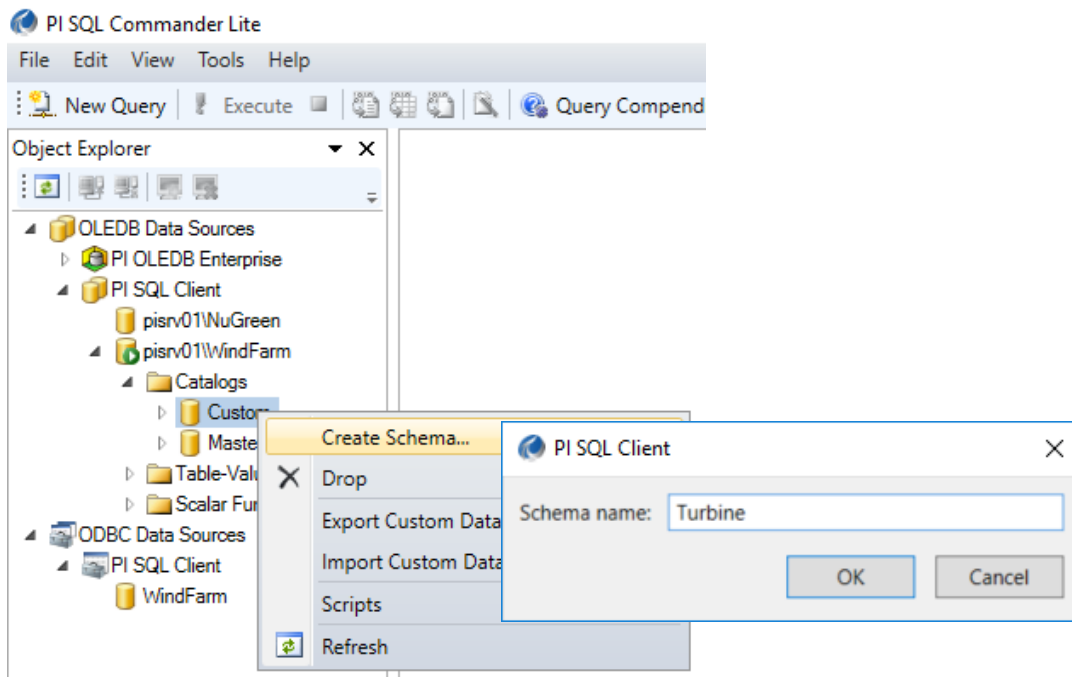 PI SQL Commander Lite
File Edit View Tools Help
New Query Execute Query Compend
Object Explorer
OLEDB Data Sources
PI OLEDB Enterprise
PI SQL Client
pisrv01\NuGreen
pisrv01\WindFarm
Catalogs
Custom
Maste
Table-Valu
Scalar Fur
ODBC Data Sources
PI SQL Client
WindFarm
Create Schema...
Drop
Export Custom Data
Import Custom Data
Scripts
Refresh
PI SQL Client
Schema name: Turbine
OK Cancel